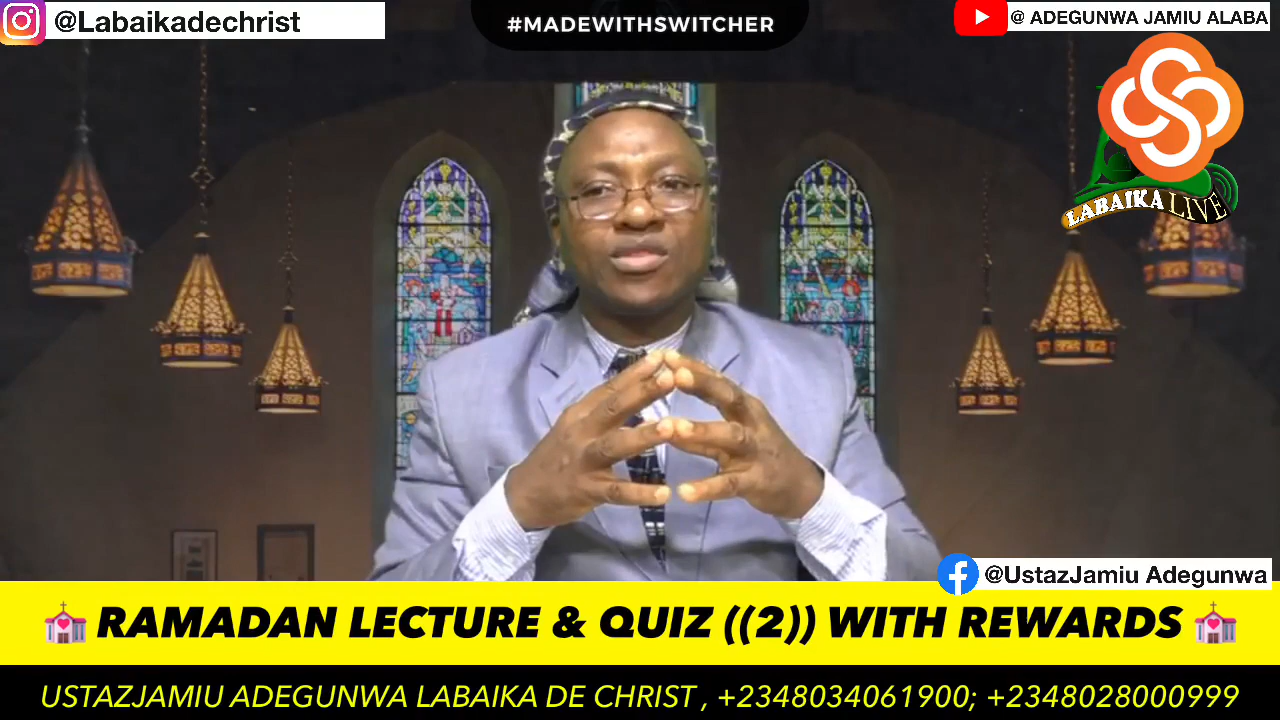 @Labaikadechrist
#MADEWITHSWITCHER
@ ADEGUNWA JAMIU ALABA
LABAIKA LIVE
@UstazJamiu Adegunwa
RAMADAN LECTURE & QUIZ ((2)) WITH REWARDS
USTAZJAMIU ADEGUNWA LABAIKA DE CHRIST , +2348034061900; +2348028000999